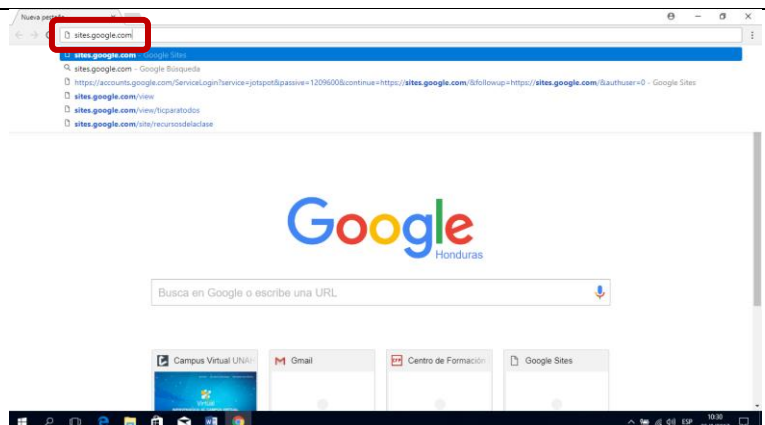 Nueva pestaña
sites.google.com
sites.google.com - Google Sites
sites.google.com - Google Búsqueda
https://accounts.google.com/ServiceLogin?service=jotspot&passive=1209600&continue=https://sites.google.com/&followup=https://sites.google.com/&authuser=0 - Google Sites
sites.google.com/view
sites.google.com/view/ticparatodos
sites.google.com/site/recursosdelaclase
Google
Honduras
Busca en Google o escribe una URL
Campus Virtual UNAH
Gmail
Centro de Formación
Google Sites
Virtual
ESP
10:30